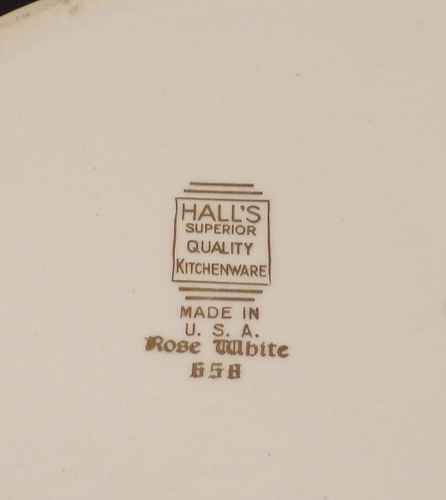 HALL'S
SUPERIOR
QUALITY
KITCHENWARE
MADE IN
U. S. A.
Rose White
658